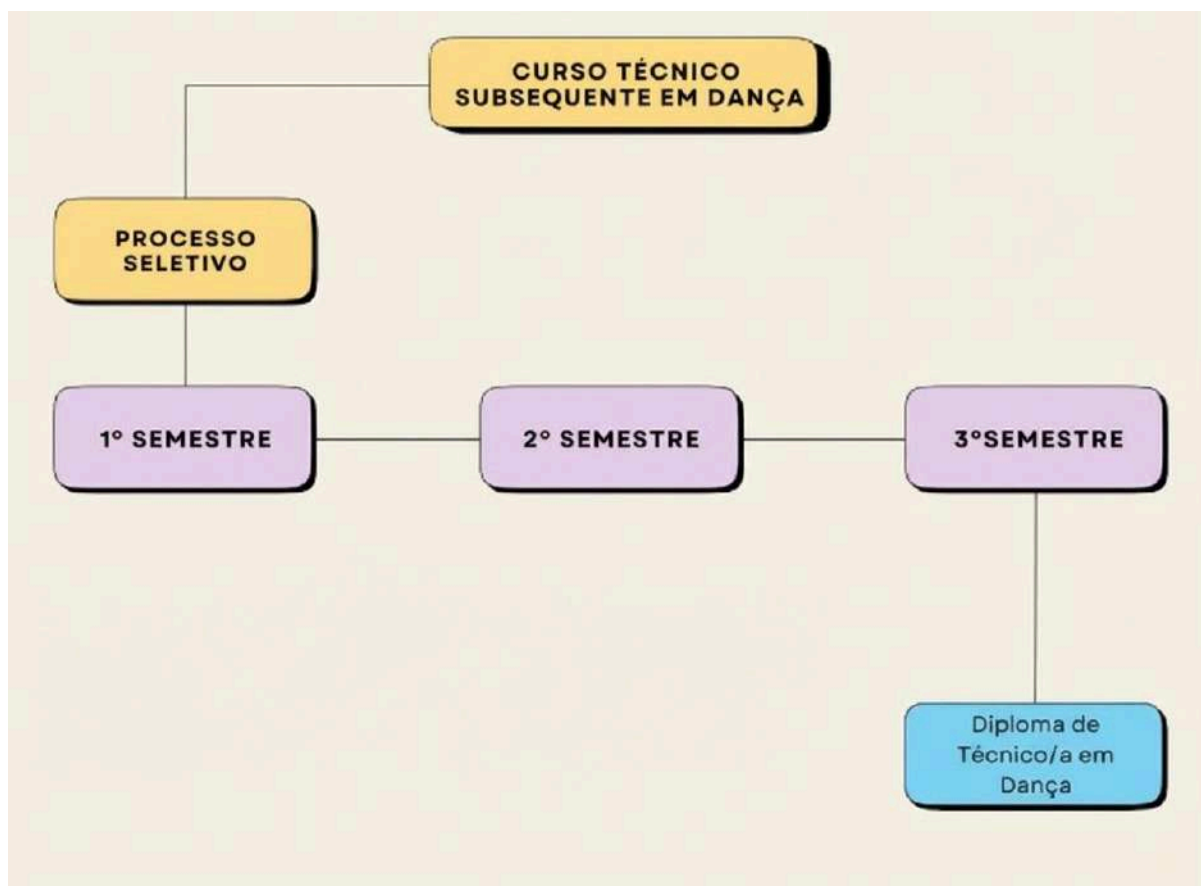 CURSO TÉCNICO
SUBSEQUENTE EM DANÇA
PROCESSO
SELETIVO
1º SEMESTRE
2º SEMESTRE
3ºSEMESTRE
Diploma de
Técnico/a em
Dança